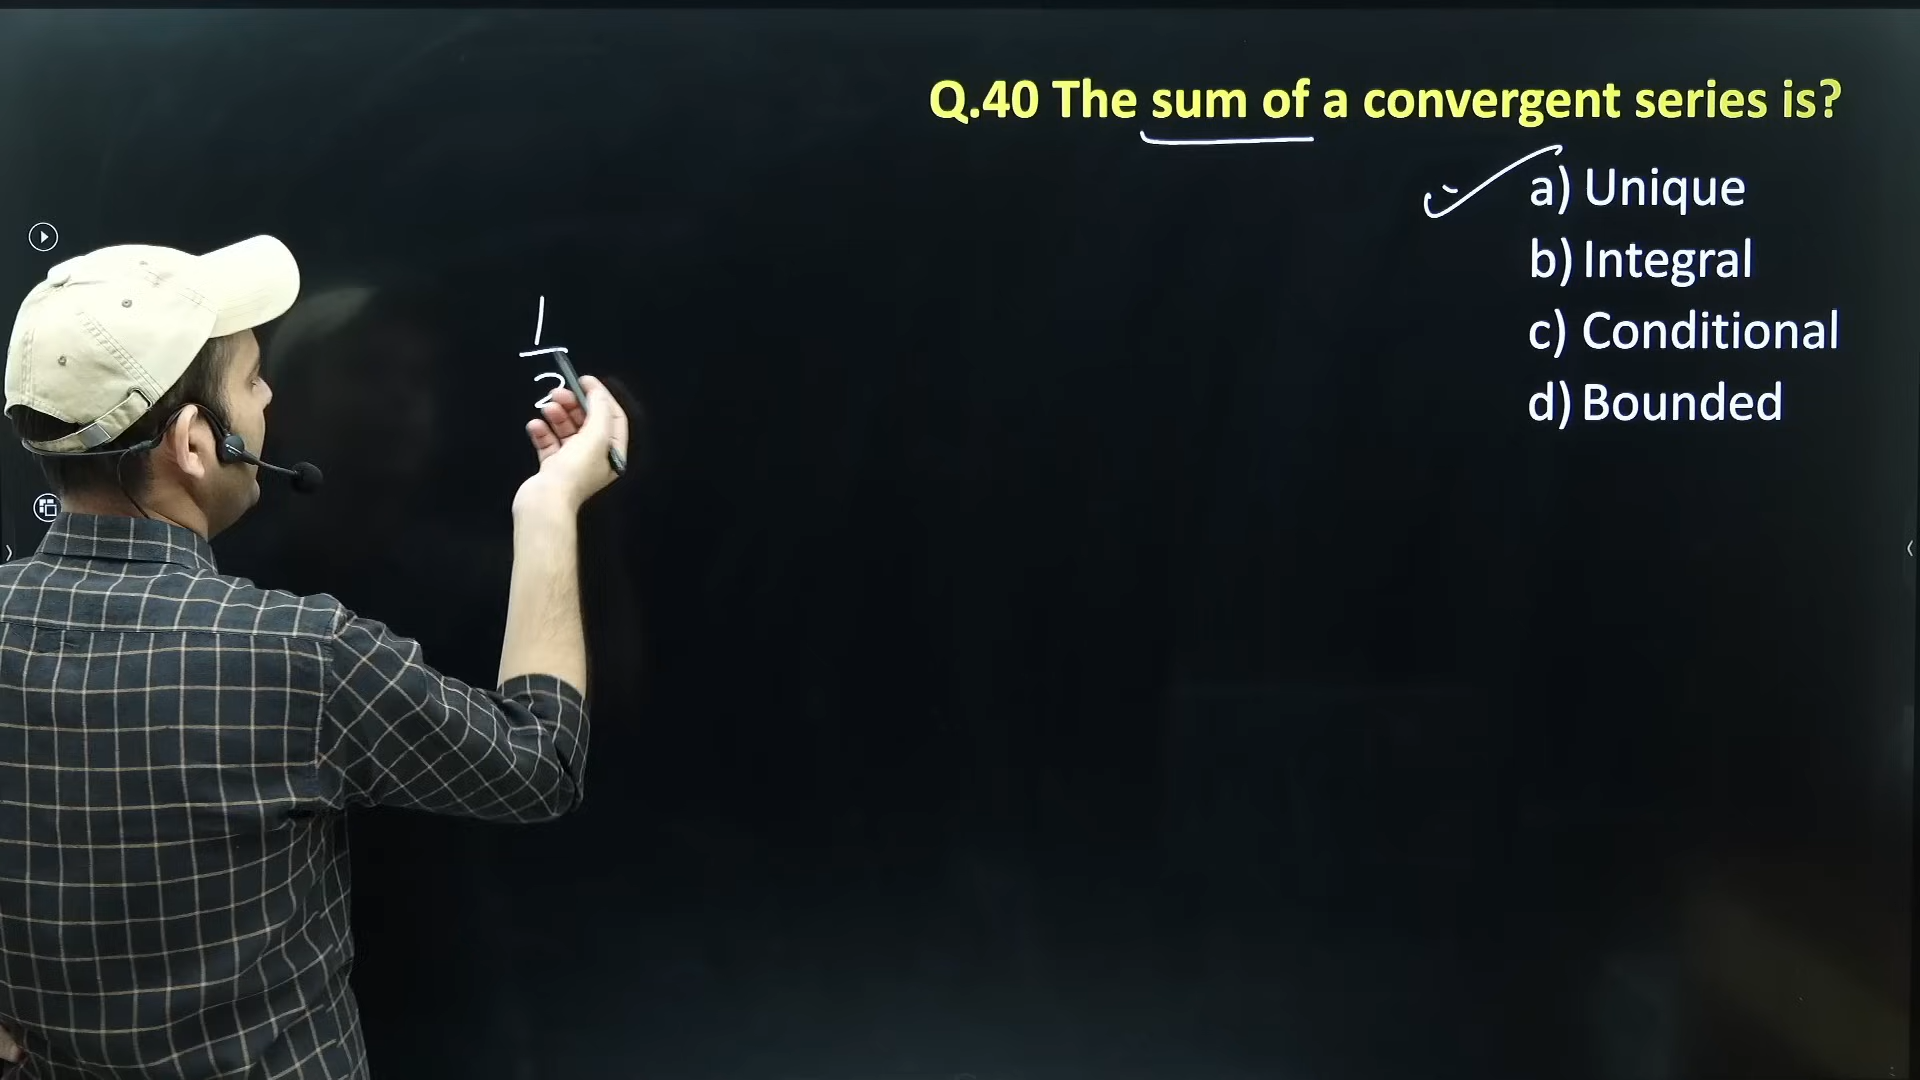 Q.40 The sum of a convergent series is?
a) Unique
b) Integral
c) Conditional
d) Bounded
1
2